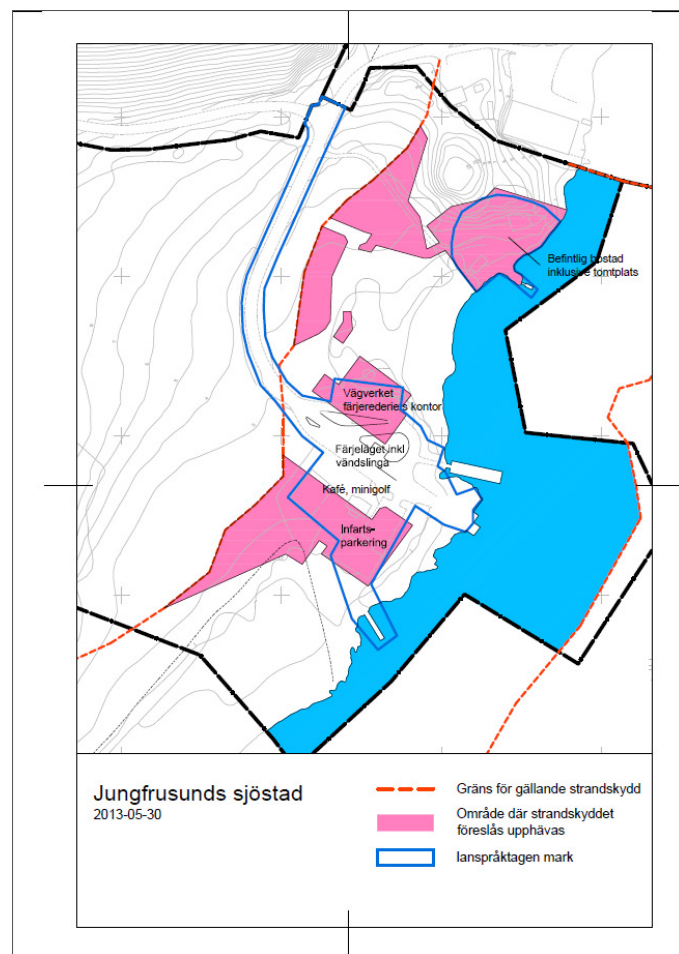 Befintlig bostad
inklusive tomtplats
Vägverket
färjerederiets kontor
Färjeläget inkl
vändslinga
Kafé, minigolf
Infarts-
parkering
Jungfrusunds sjöstad
2013-05-30
Gräns för gällande strandskydd
Område där strandskyddet
föreslås upphävas
Ianspråktagen mark